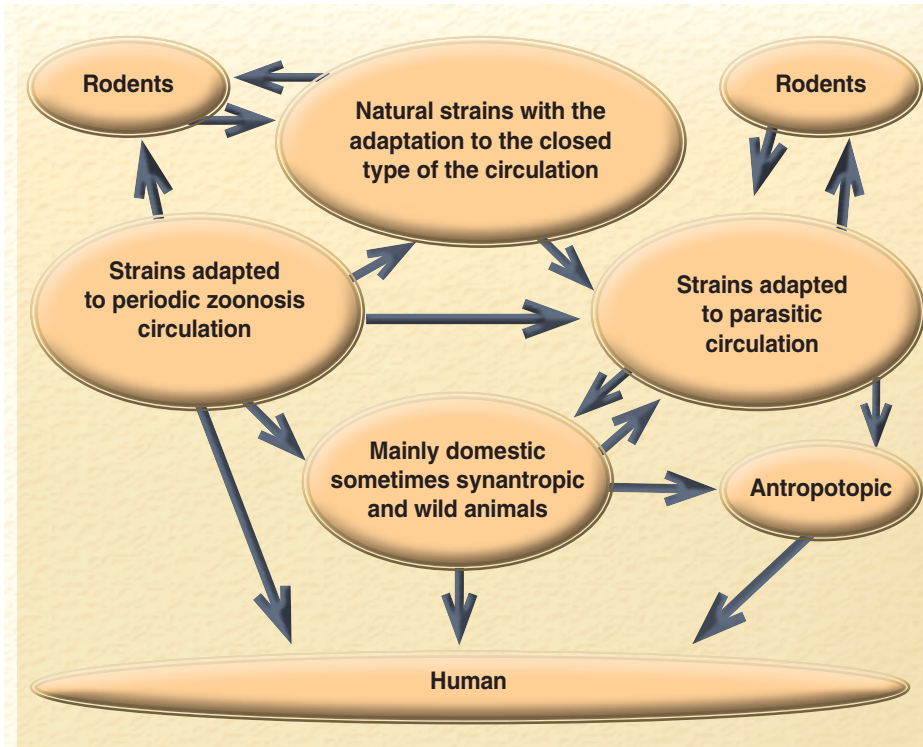 Rodents
Natural strains with the
adaptation to the closed
type of the circulation
Rodents
Strains adapted
to periodic zoonosis
circulation
Strains adapted
to parasitic
circulation
Mainly domestic
sometimes synantropic
and wild animals
Antropotopic
Human